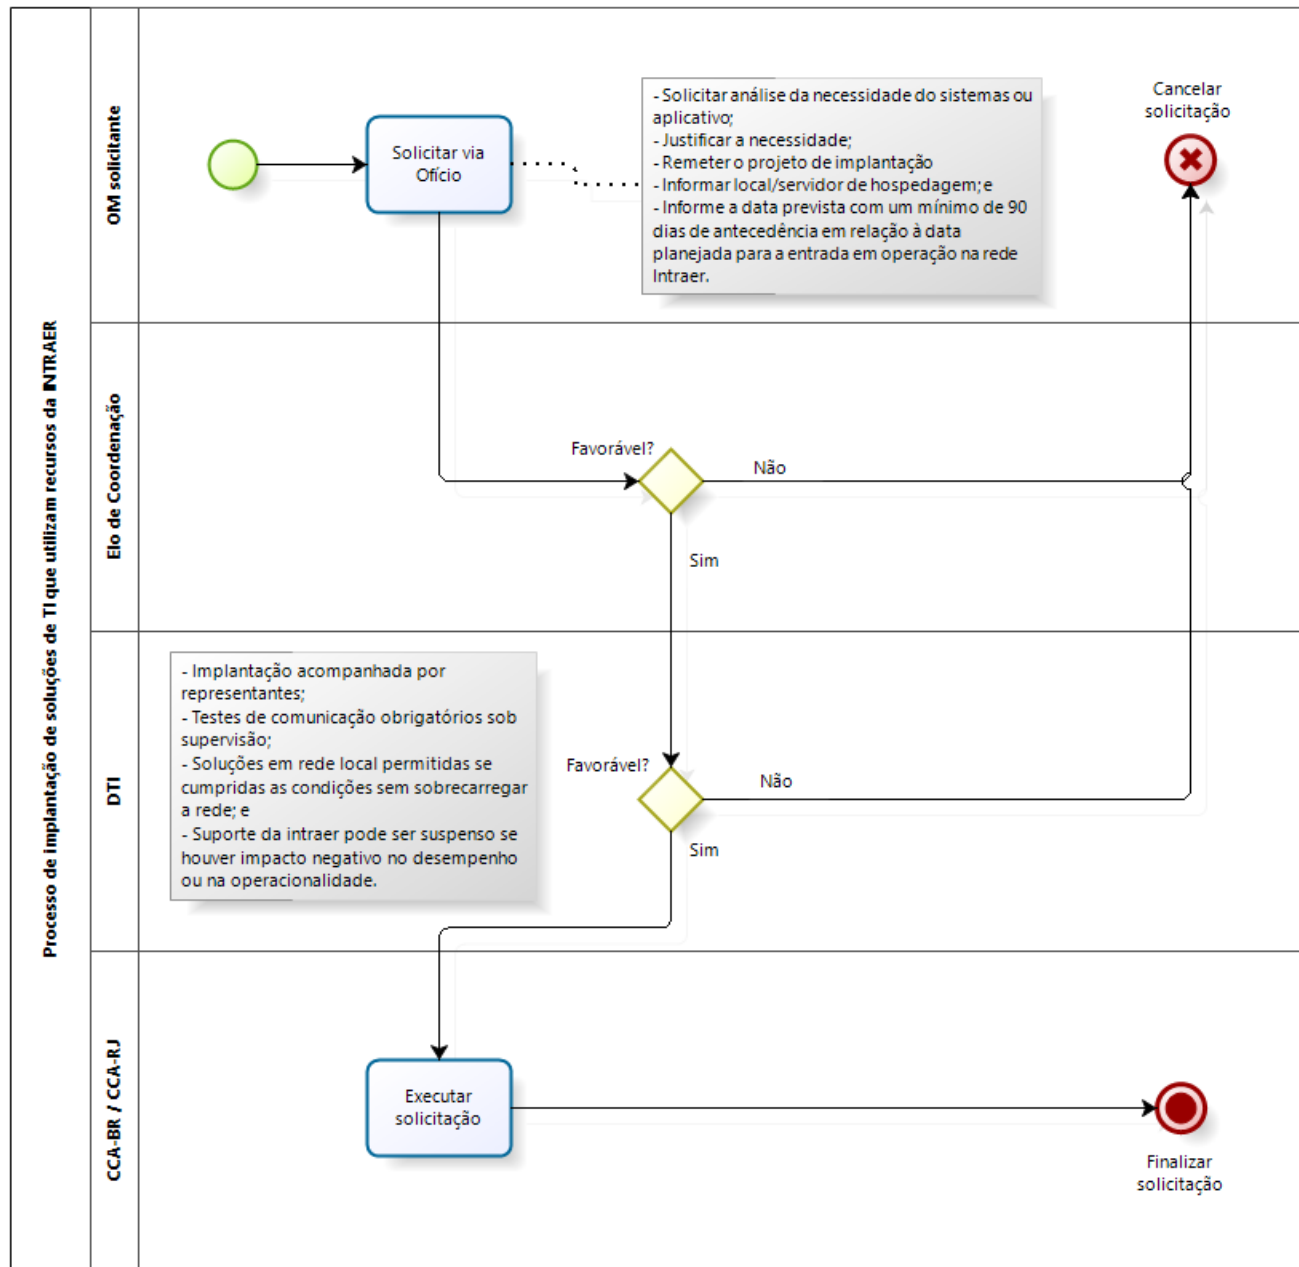 Processo de implantação de soluções de TI que utilizam recursos da INTRAER
OM solicitante
Solicitar via
Ofício
- Solicitar análise da necessidade do sistemas ou
aplicativo;
- Justificar a necessidade;
- Remeter o projeto de implantação
- Informar local/servidor de hospedagem; e
- Informe a data prevista com um mínimo de 90
dias de antecedência em relação à data
planejada para a entrada em operação na rede
Intraer.
Cancelar
solicitação
Elo de Coordenação
Favorável?
Não
Sim
DTI
- Implantação acompanhada por
representantes;
- Testes de comunicação obrigatórios sob
supervisão;
- Soluções em rede local permitidas se
cumpridas as condições sem sobrecarregar
a rede; e
- Suporte da intraer pode ser suspenso se
houver impacto negativo no desempenho
ou na operacionalidade.
Favorável?
Não
Sim
CCA-BR / CCA-RJ
Executar
solicitação
Finalizar
solicitação